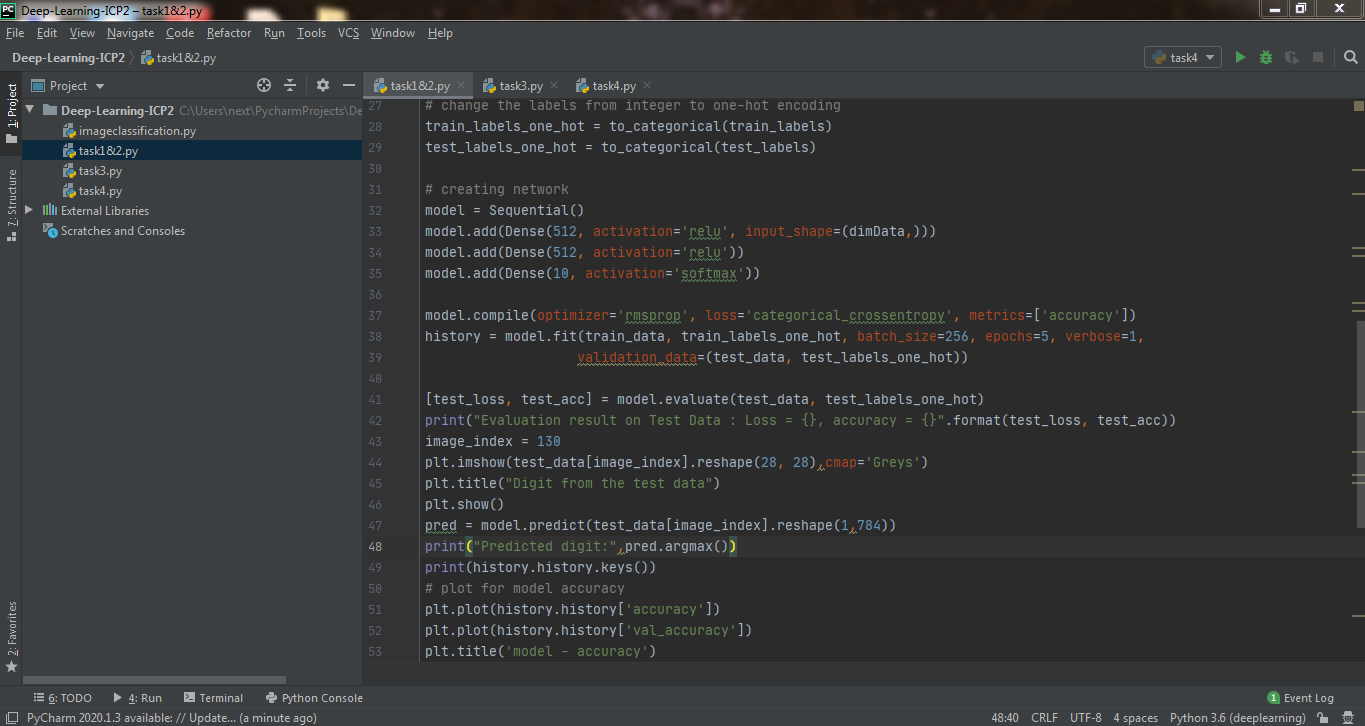 Deep-Learning-ICP2 – task1&2.py
File Edit View Navigate Code Refactor Run Tools VCS Window Help
Deep-Learning-ICP2 task1&2.py task4
1: Project
7: Structure
2: Favorites
Project
Deep-Learning-ICP2 C:\Users\next\PycharmProjects\De
imageclassification.py
task1&2.py
task3.py
task4.py
External Libraries
Scratches and Consoles
task1&2.py task3.py task4.py
27 # change the labels from integer to one-hot encoding
28 train_labels_one_hot = to_categorical(train_labels)
29 test_labels_one_hot = to_categorical(test_labels)
30
31 # creating network
32 model = Sequential()
33 model.add(Dense(512, activation='relu', input_shape=(dimData,)))
34 model.add(Dense(512, activation='relu'))
35 model.add(Dense(10, activation='softmax'))
36
37 model.compile(optimizer='rmsprop', loss='categorical_crossentropy', metrics=['accuracy'])
38 history = model.fit(train_data, train_labels_one_hot, batch_size=256, epochs=5, verbose=1,
39 validation_data=(test_data, test_labels_one_hot))
40
41 [test_loss, test_acc] = model.evaluate(test_data, test_labels_one_hot)
42 print("Evaluation result on Test Data : Loss = {}, accuracy = {}".format(test_loss, test_acc))
43 image_index = 130
44 plt.imshow(test_data[image_index].reshape(28, 28),cmap='Greys')
45 plt.title("Digit from the test data")
46 plt.show()
47 pred = model.predict(test_data[image_index].reshape(1,784))
48 print("Predicted digit:",pred.argmax())
49 print(history.history.keys())
50 # plot for model accuracy
51 plt.plot(history.history['accuracy'])
52 plt.plot(history.history['val_accuracy'])
53 plt.title('model - accuracy')
6: TODO 4: Run Terminal Python Console 1 Event Log
PyCharm 2020.1.3 available: // Update... (a minute ago) 48:40 CRLF UTF-8 4 spaces Python 3.6 (deeplearning)